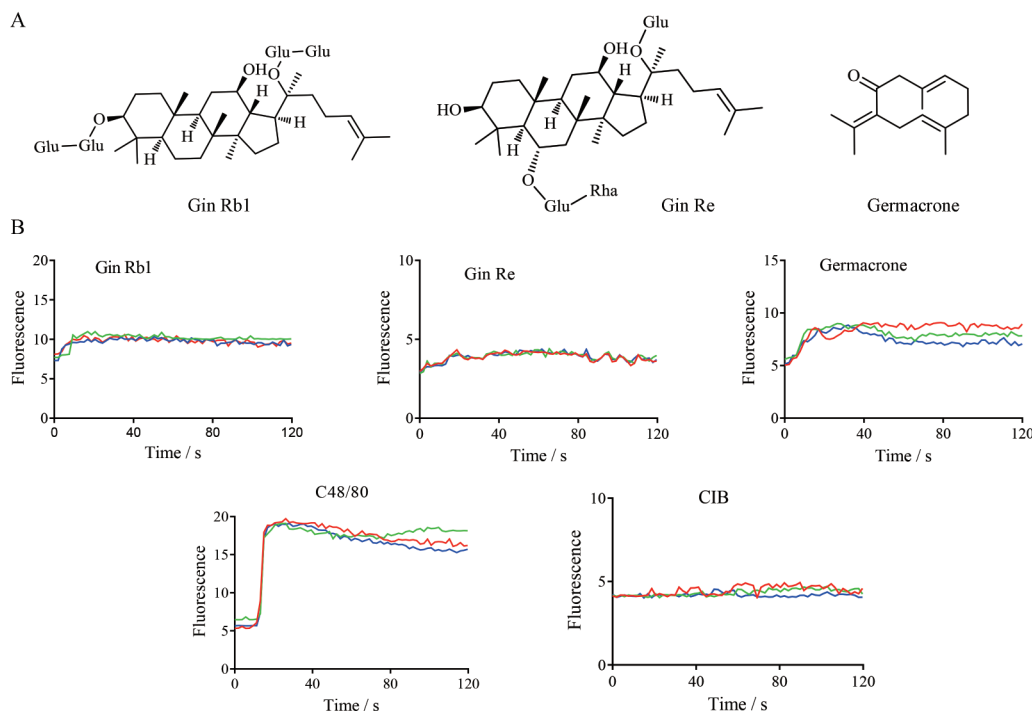 A
Glu Glu
O
OH
H
H
H
O
Glu Glu
H
Gin Rb1
Glu
O
OH
H
H
HO
H
H
O
Glu
Rha
Gin Re
O
Germacrone
B
Gin Rb1
Fluorescence
20
15
10
5
0
0 40 80 120
Time / s
Gin Re
Fluorescence
10
5
0
0 40 80 120
Time / s
Germacrone
Fluorescence
15
10
5
0
0 40 80 120
Time / s
C48/80
Fluorescence
20
15
10
5
0
0 40 80 120
Time / s
CIB
Fluorescence
10
5
0
0 40 80 120
Time / s